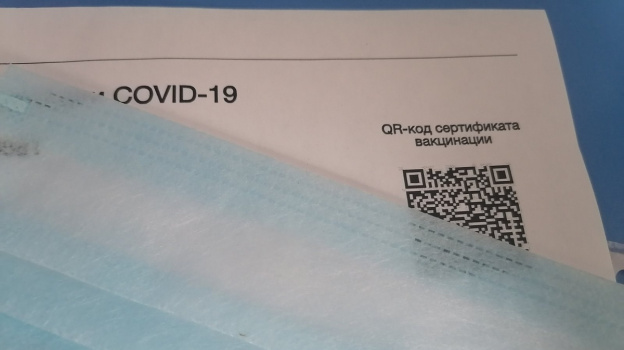 COVID-19
QR-код сертификата
вакцинации